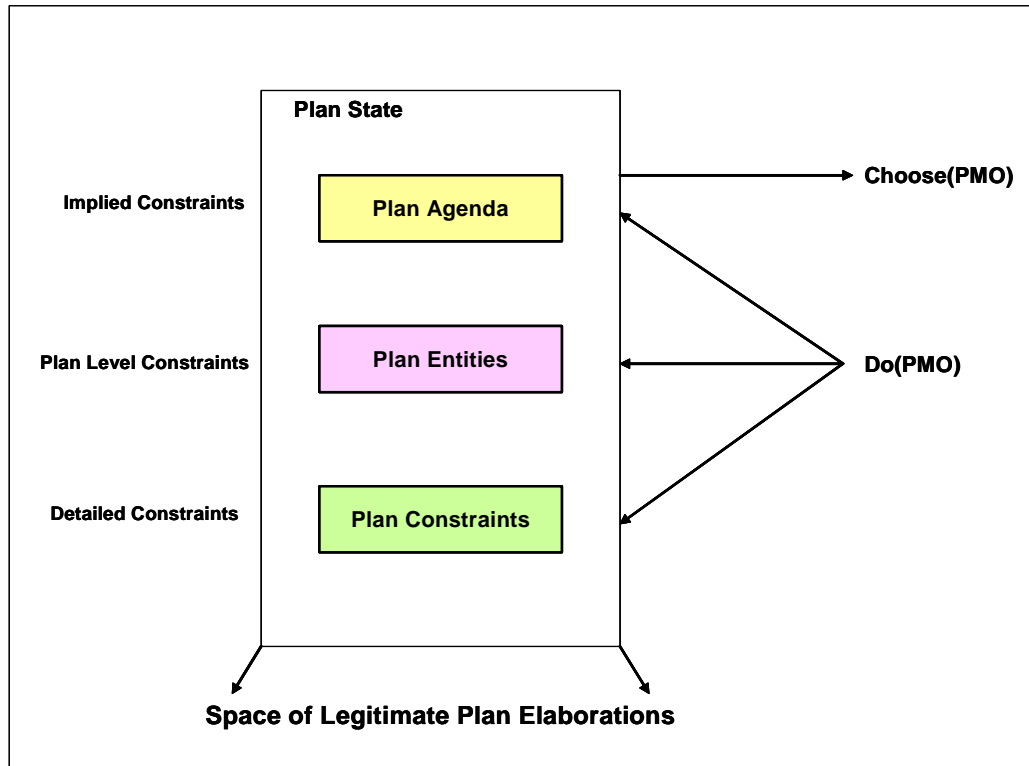 Plan State
Choose(PMO)
Implied Constraints
Plan Agenda
Plan Level Constraints
Plan Entities
Do(PMO)
Detailed Constraints
Plan Constraints
Space of Legitimate Plan Elaborations